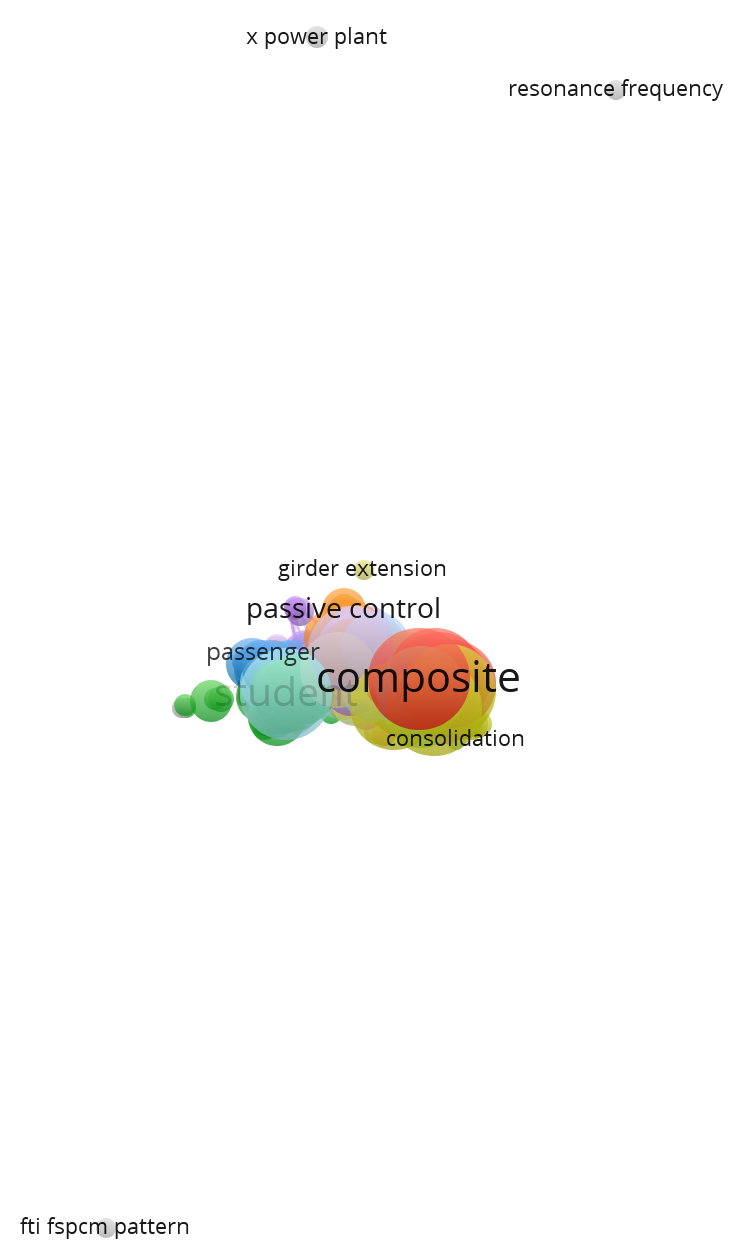 x power plant
resonance frequency
girder extension
passive control
passenger
composite
student
consolidation
fti fspcm pattern